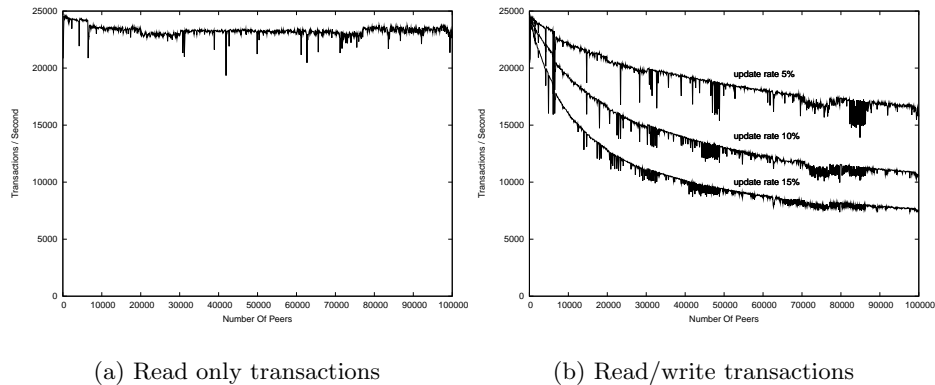 25000
20000
15000
10000
5000
0
Transactions / Second
0 10000 20000 30000 40000 50000 60000 70000 80000 90000 100000
Number Of Peers
(a) Read only transactions
25000
20000
15000
10000
5000
0
Transactions / Second
update rate 5%
update rate 10%
update rate 15%
0 10000 20000 30000 40000 50000 60000 70000 80000 90000 100000
Number Of Peers
(b) Read/write transactions